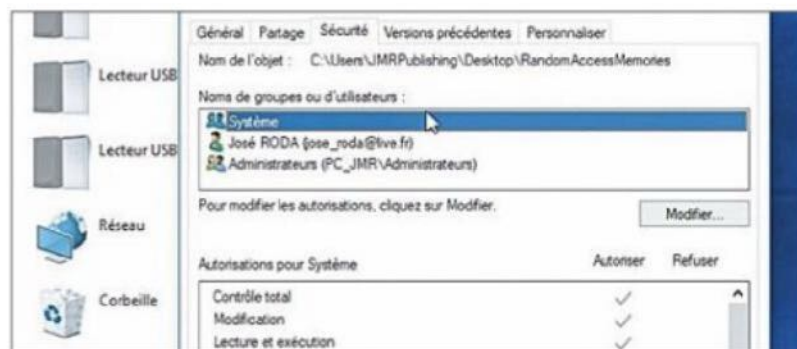 Général Partage Sécurité Versions précédentes Personnaliser
Nom de l'objet : C:\Users\JMRPublishing\Desktop\RandomAccessMemories
Lecteur USB
Noms de groupes ou d'utilisateurs :
Système
José RODA (jose_roda@live.fr)
Lecteur USB
Administrateurs (PC_JMR\Administrateurs)
Pour modifier les autorisations, cliquez sur Modifier.
Modifier...
Réseau
Autorisations pour Système Autoriser Refuser
Corbeille
Contrôle total
Modification
Lecture et exécution